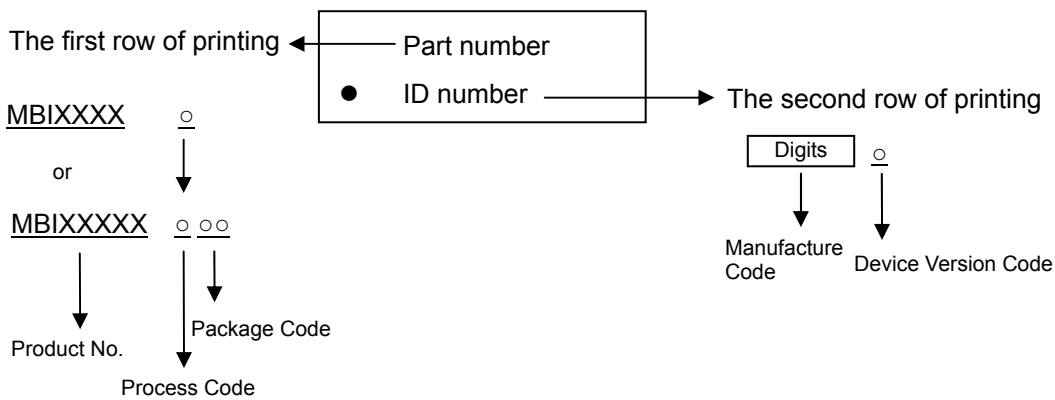 The first row of printing
Part number
● ID number
The second row of printing
MBIXXXX ○
or
MBIXXXXX ○ ○○
Product No.
Package Code
Process Code
Digits ○
Manufacture
Code
Device Version Code